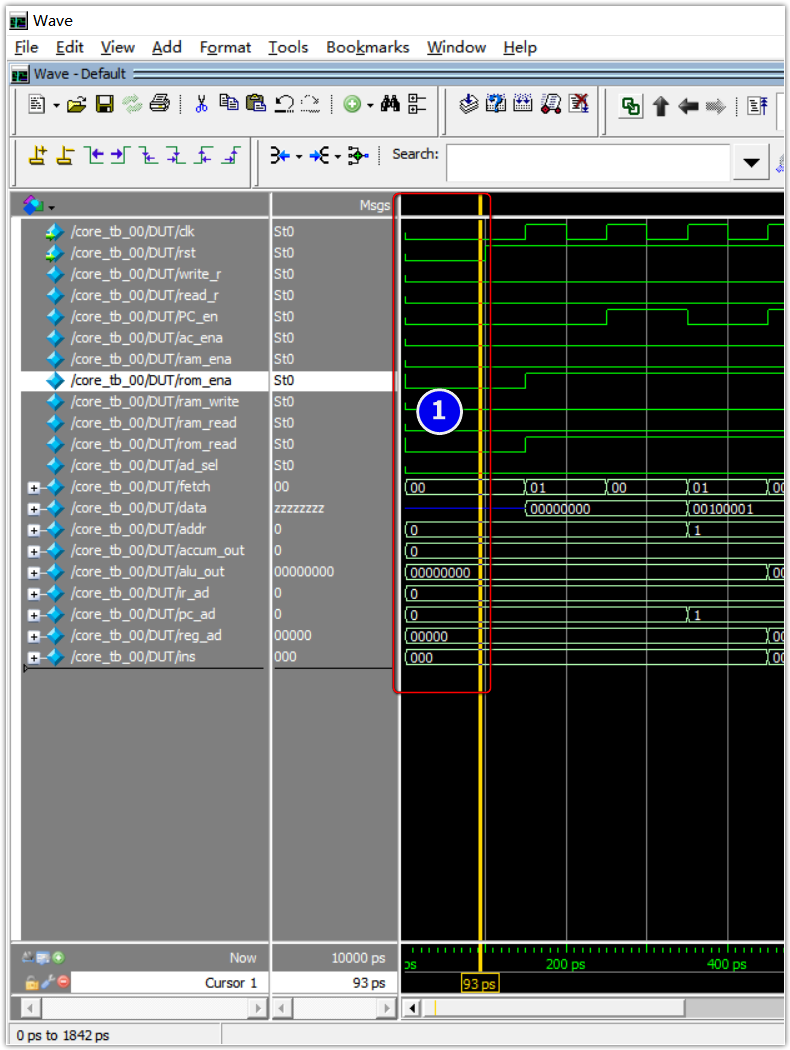 Wave
File Edit View Add Format Tools Bookmarks Window Help
Wave - Default
Search:
Msgs
/core_tb_00/DUT/clk St0
/core_tb_00/DUT/rst St0
/core_tb_00/DUT/write_r St0
/core_tb_00/DUT/read_r St0
/core_tb_00/DUT/PC_en St0
/core_tb_00/DUT/ac_ena St0
/core_tb_00/DUT/ram_ena St0
/core_tb_00/DUT/rom_ena St0
/core_tb_00/DUT/ram_write St0
/core_tb_00/DUT/ram_read St0
/core_tb_00/DUT/rom_read St0
/core_tb_00/DUT/ad_sel St0
/core_tb_00/DUT/fetch 00 00 01 00 01 00
/core_tb_00/DUT/data zzzzzzzz 00000000 00100001
/core_tb_00/DUT/addr 0 0 1
/core_tb_00/DUT/accum_out 0 0
/core_tb_00/DUT/alu_out 00000000 00000000 00
/core_tb_00/DUT/ir_ad 0 0
/core_tb_00/DUT/pc_ad 0 0 1
/core_tb_00/DUT/reg_ad 00000 00000 00
/core_tb_00/DUT/ins 000 000 00
1
Now 10000 ps ps 200 ps 400 ps
Cursor 1 93 ps 93 ps
0 ps to 1842 ps